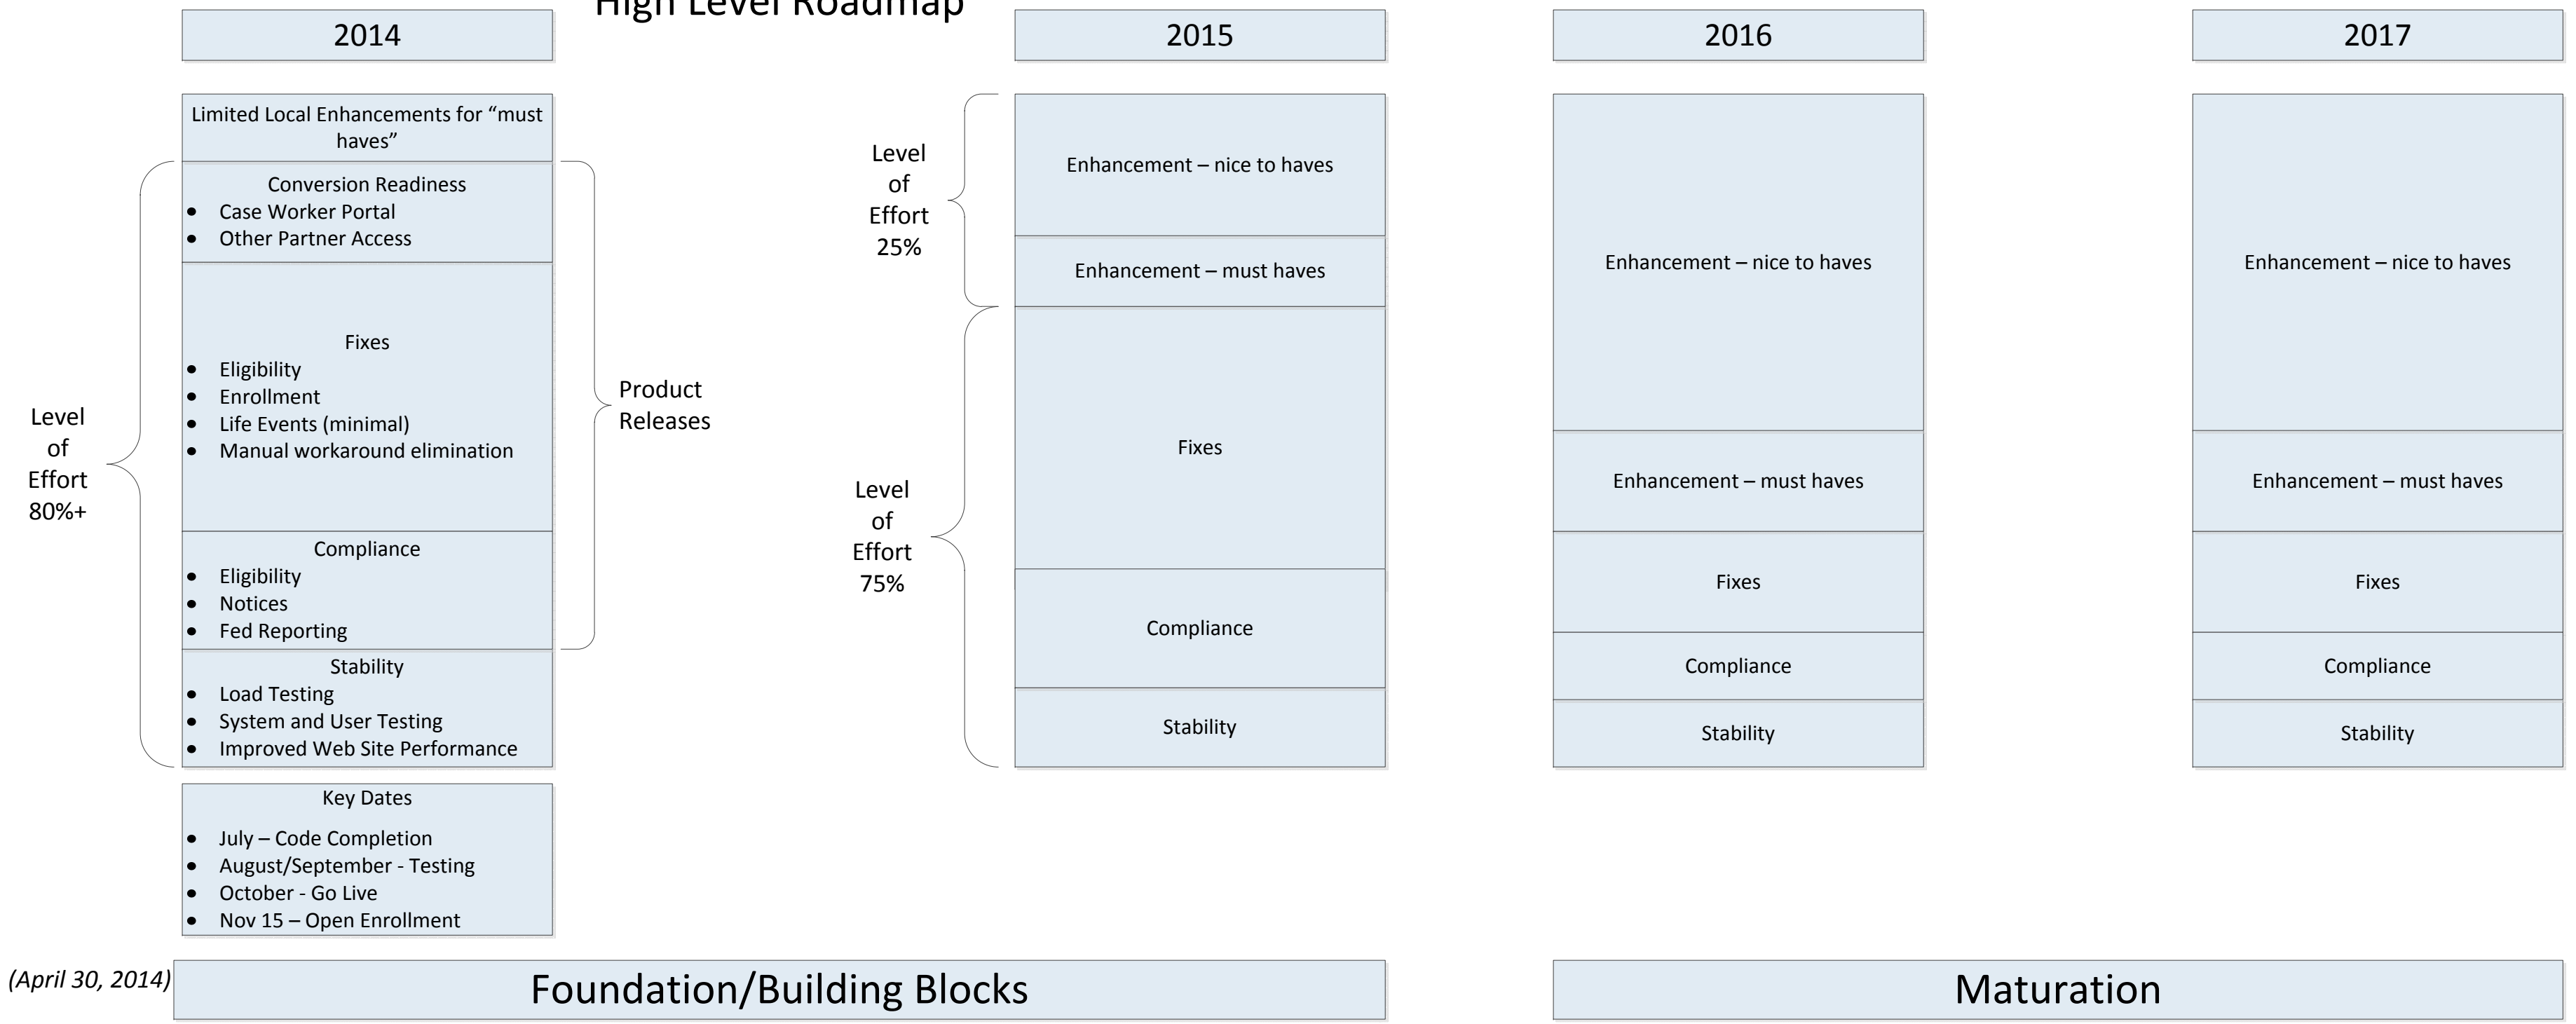 High Level Roadmap
2014
2015
2016
2017
Limited Local Enhancements for “must
haves”
Conversion Readiness
• Case Worker Portal
• Other Partner Access
Fixes
• Eligibility
• Enrollment
• Life Events (minimal)
• Manual workaround elimination
Compliance
• Eligibility
• Notices
• Fed Reporting
Stability
• Load Testing
• System and User Testing
• Improved Web Site Performance
Level
of
Effort
80%+
Product
Releases
Key Dates
• July – Code Completion
• August/September - Testing
• October - Go Live
• Nov 15 – Open Enrollment
Level
of
Effort
25%
Level
of
Effort
75%
Enhancement – nice to haves
Enhancement – must haves
Fixes
Compliance
Stability
Enhancement – nice to haves
Enhancement – must haves
Fixes
Compliance
Stability
Enhancement – nice to haves
Enhancement – must haves
Fixes
Compliance
Stability
(April 30, 2014)
Foundation/Building Blocks
Maturation